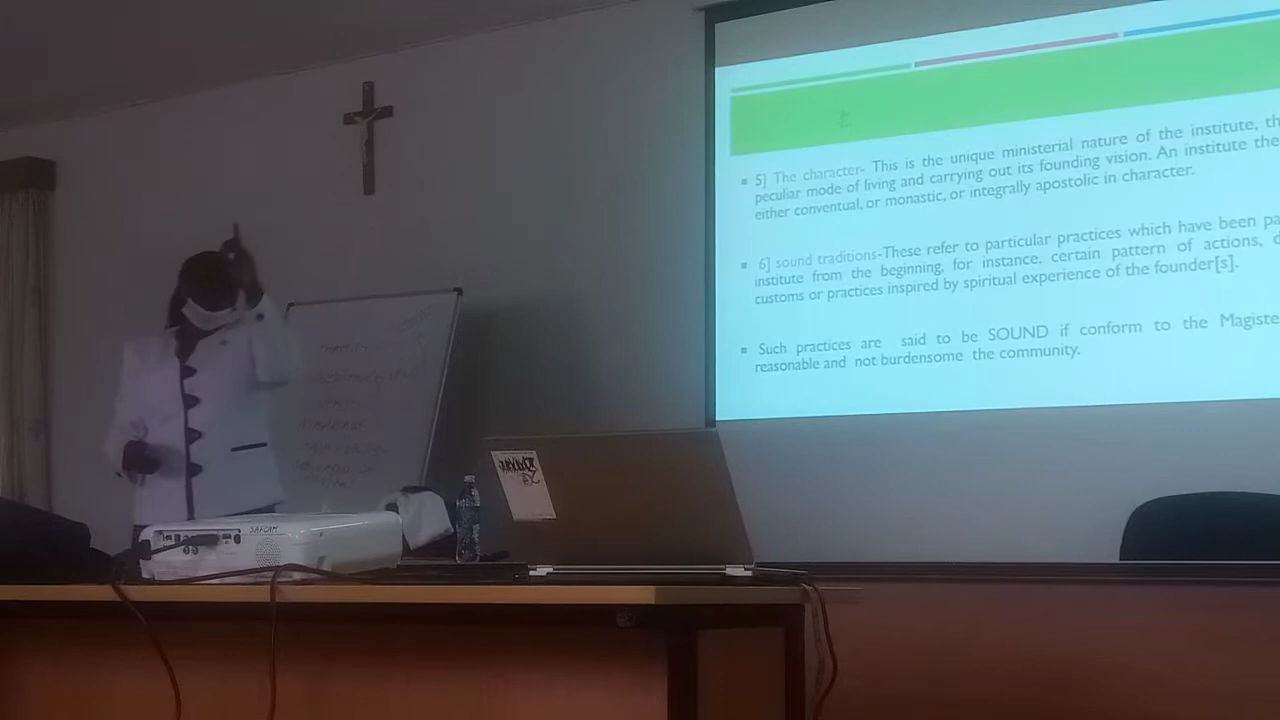 5] The character- This is the unique ministerial nature of the institute, th
peculiar mode of living and carrying out its founding vision. An institute the
either conventual, or monastic, or integrally apostolic in character.
6] sound traditions-These refer to particular practices which have been pa
institute from the beginning, for instance, certain pattern of actions, d
customs or practices inspired by spiritual experience of the founder[s].
Such practices are said to be SOUND if conform to the Magiste
reasonable and not burdensome the community.
SAFCAM